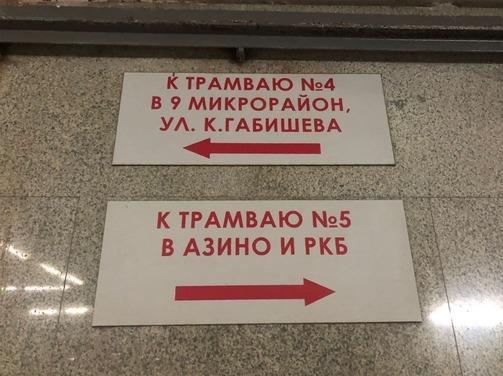 К ТРАМВАЮ №4
В 9 МИКРОРАЙОН,
УЛ. К.ГАБИШЕВА
К ТРАМВАЮ №5
В АЗИНО И РКБ